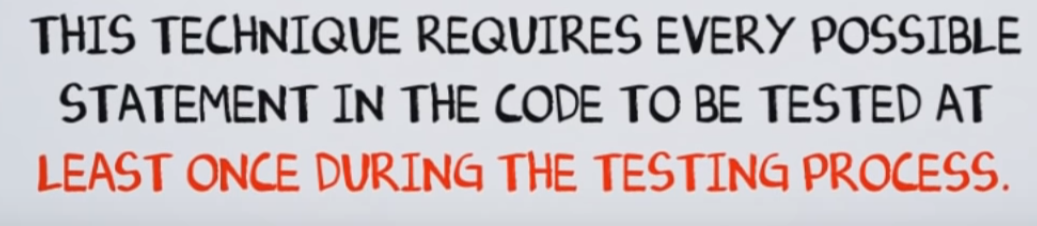 THIS TECHNIQUE REQUIRES EVERY POSSIBLE
STATEMENT IN THE CODE TO BE TESTED AT
LEAST ONCE DURING THE TESTING PROCESS.